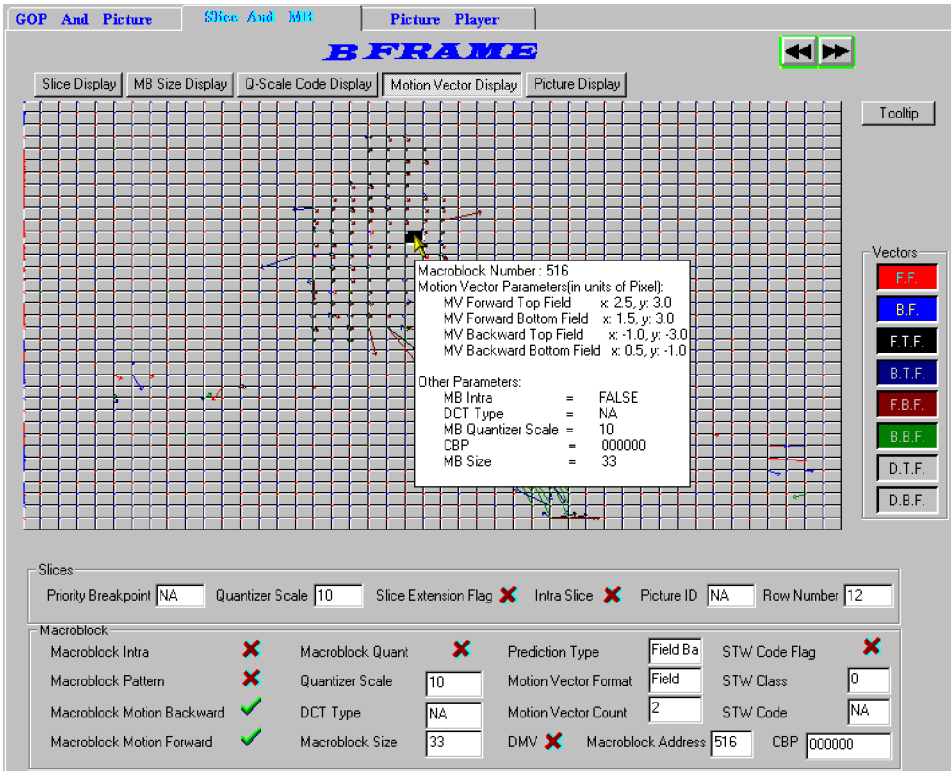 GOP And Picture Slice And MB Picture Player
B FRAME
Slice Display MB Size Display Q-Scale Code Display Motion Vector Display Picture Display
Tooltip
Vectors
F.F.
B.F.
F.T.F.
B.T.F.
F.B.F.
B.B.F.
D.T.F.
D.B.F.
Macroblock Number : 516
Motion Vector Parameters(in units of Pixel):
MV Forward Top Field x: 2.5, y: 3.0
MV Forward Bottom Field x: 1.5, y: 3.0
MV Backward Top Field x: -1.0, y: -3.0
MV Backward Bottom Field x: 0.5, y: -1.0
Other Parameters:
MB Intra = FALSE
DCT Type = NA
MB Quantizer Scale = 10
CBP = 000000
MB Size = 33
Slices
Priority Breakpoint NA Quantizer Scale 10 Slice Extension Flag Intra Slice Picture ID NA Row Number 12
Macroblock
Macroblock Intra Macroblock Quant Prediction Type Field Ba STW Code Flag
Macroblock Pattern Quantizer Scale 10 Motion Vector Format Field STW Class 0
Macroblock Motion Backward DCT Type NA Motion Vector Count 2 STW Code NA
Macroblock Motion Forward Macroblock Size 33 DMV Macroblock Address 516 CBP 000000